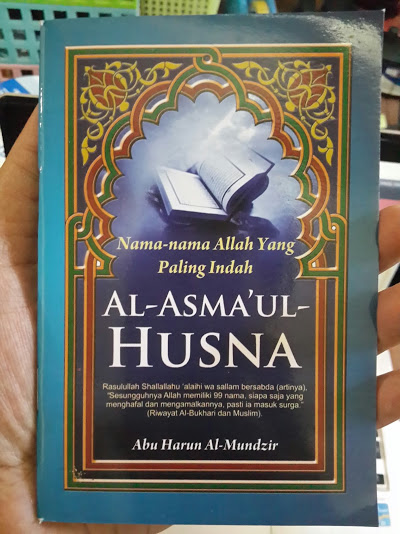 Nama-nama Allah Yang
Paling Indah
AL-ASMA'UL-
HUSNA
Rasulullah Shallallahu 'alaihi wa sallam bersabda (artinya),
"Sesungguhnya Allah memiliki 99 nama, siapa saja yang
menghafal dan mengamalkannya, pasti ia masuk surga."
(Riwayat Al-Bukhari dan Muslim).
Abu Harun Al-Mundzir